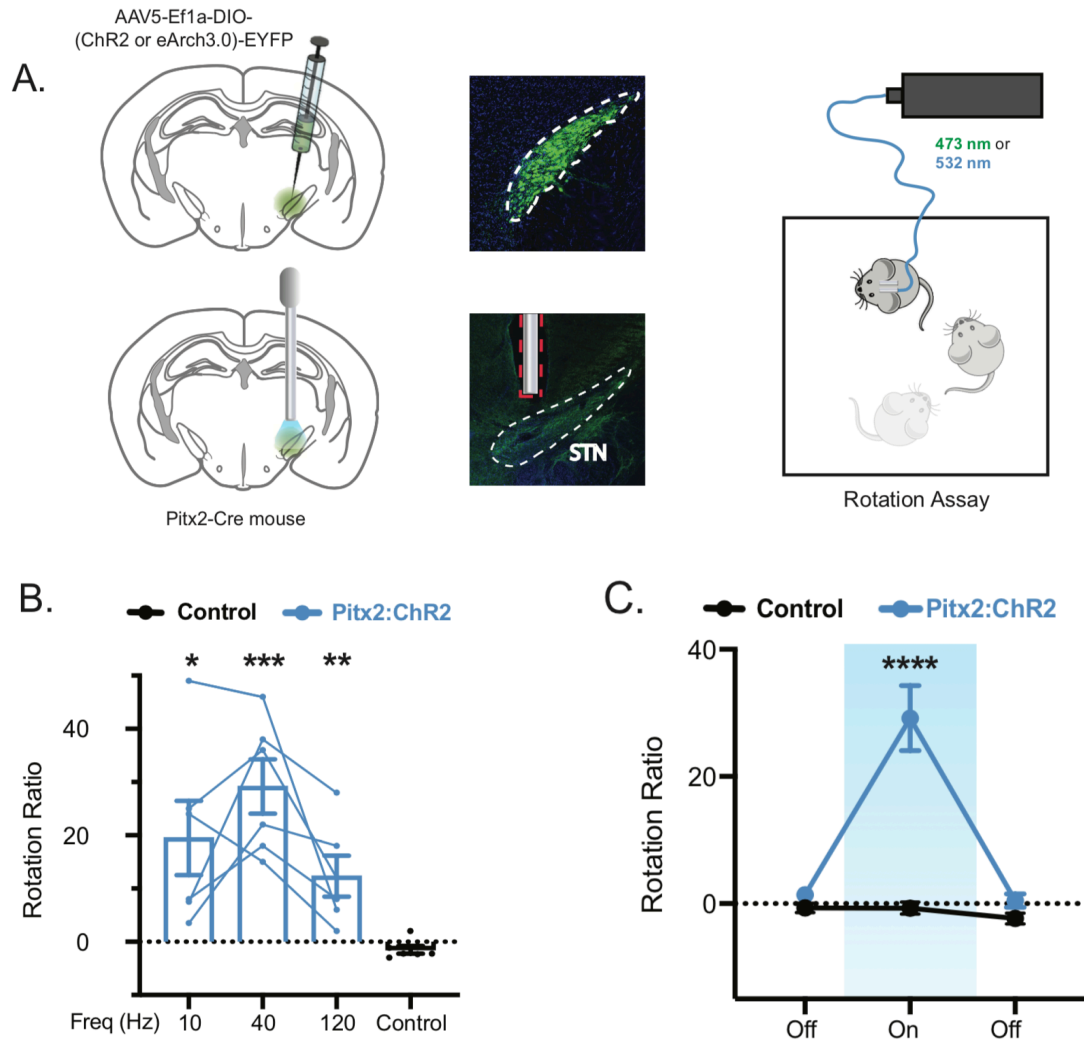 AAV5-Ef1a-DIO-
(ChR2 or eArch3.0)-EYFP
A.
473 nm or
532 nm
STN
Pitx2-Cre mouse
Rotation Assay
B.
Control Pitx2:ChR2
* *** **
Rotation Ratio
40
20
0
Freq (Hz) 10 40 120 Control
C.
Control Pitx2:ChR2
****
Rotation Ratio
40
20
0
Off On Off